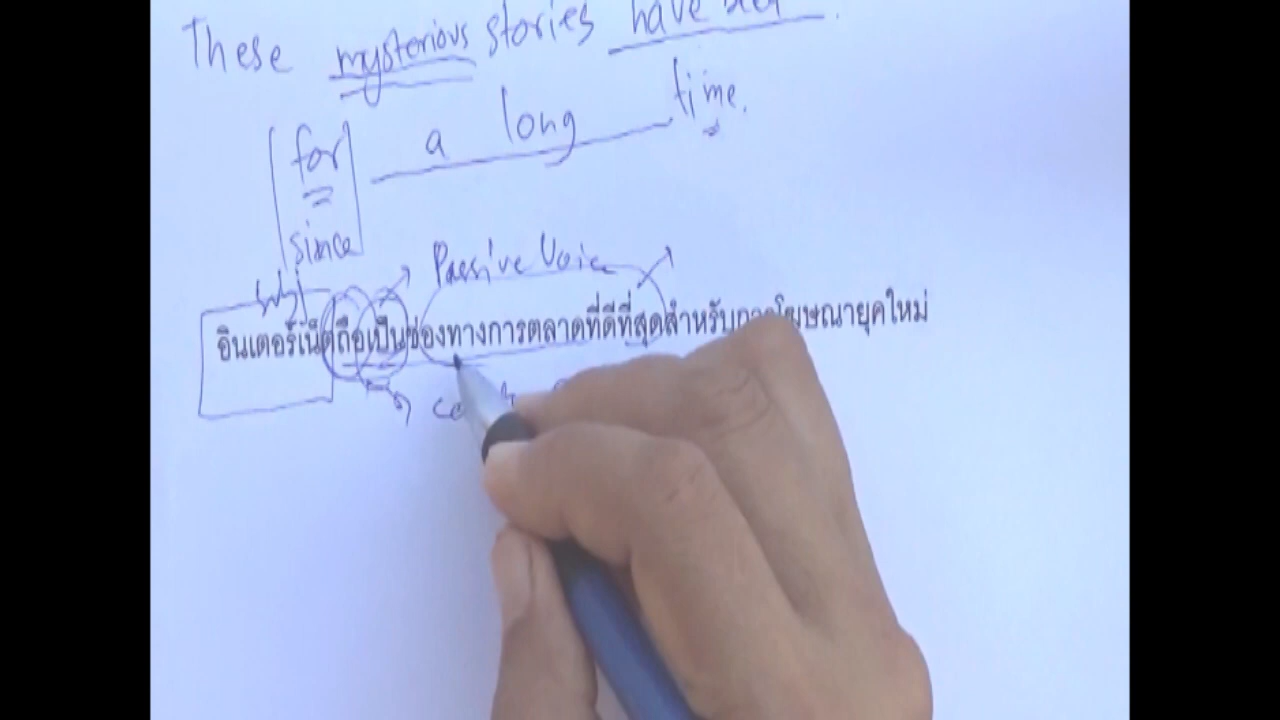 These mysterious stories have been
for a long time.
since
Passive Voice
subj
อินเตอร์เน็ตถือเป็นช่องทางการตลาดที่ดีที่สุดสำหรับการโฆษณายุคใหม่